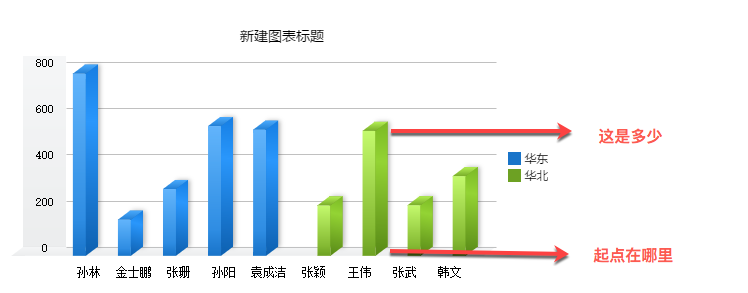 新建图表标题
800
600
400
200
0
这是多少
华东
华北
起点在哪里
孙林 金士鹏 张珊 孙阳 袁成洁 张颖 王伟 张武 韩文